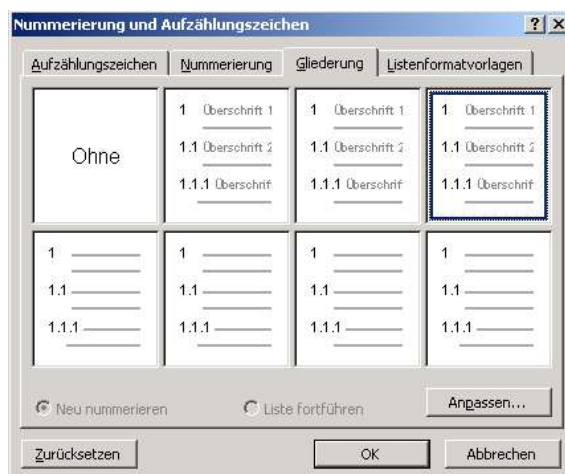 Nummerierung und Aufzählungszeichen
Aufzählungszeichen Nummerierung Gliederung Listenformatvorlagen
Ohne
1 Überschrift 1
1.1 Überschrift 2
1.1.1 Überschrif
1 Überschrift 1
1.1 Überschrift 2
1.1.1 Überschrif
1 Überschrift 1
1.1 Überschrift 2
1.1.1 Überschrif
1
1.1
1.1.1
1
1.1
1.1.1
1
1.1
1.1.1
1
1.1
1.1.1
Neu nummerieren Liste fortführen Anpassen...
Zurücksetzen OK Abbrechen